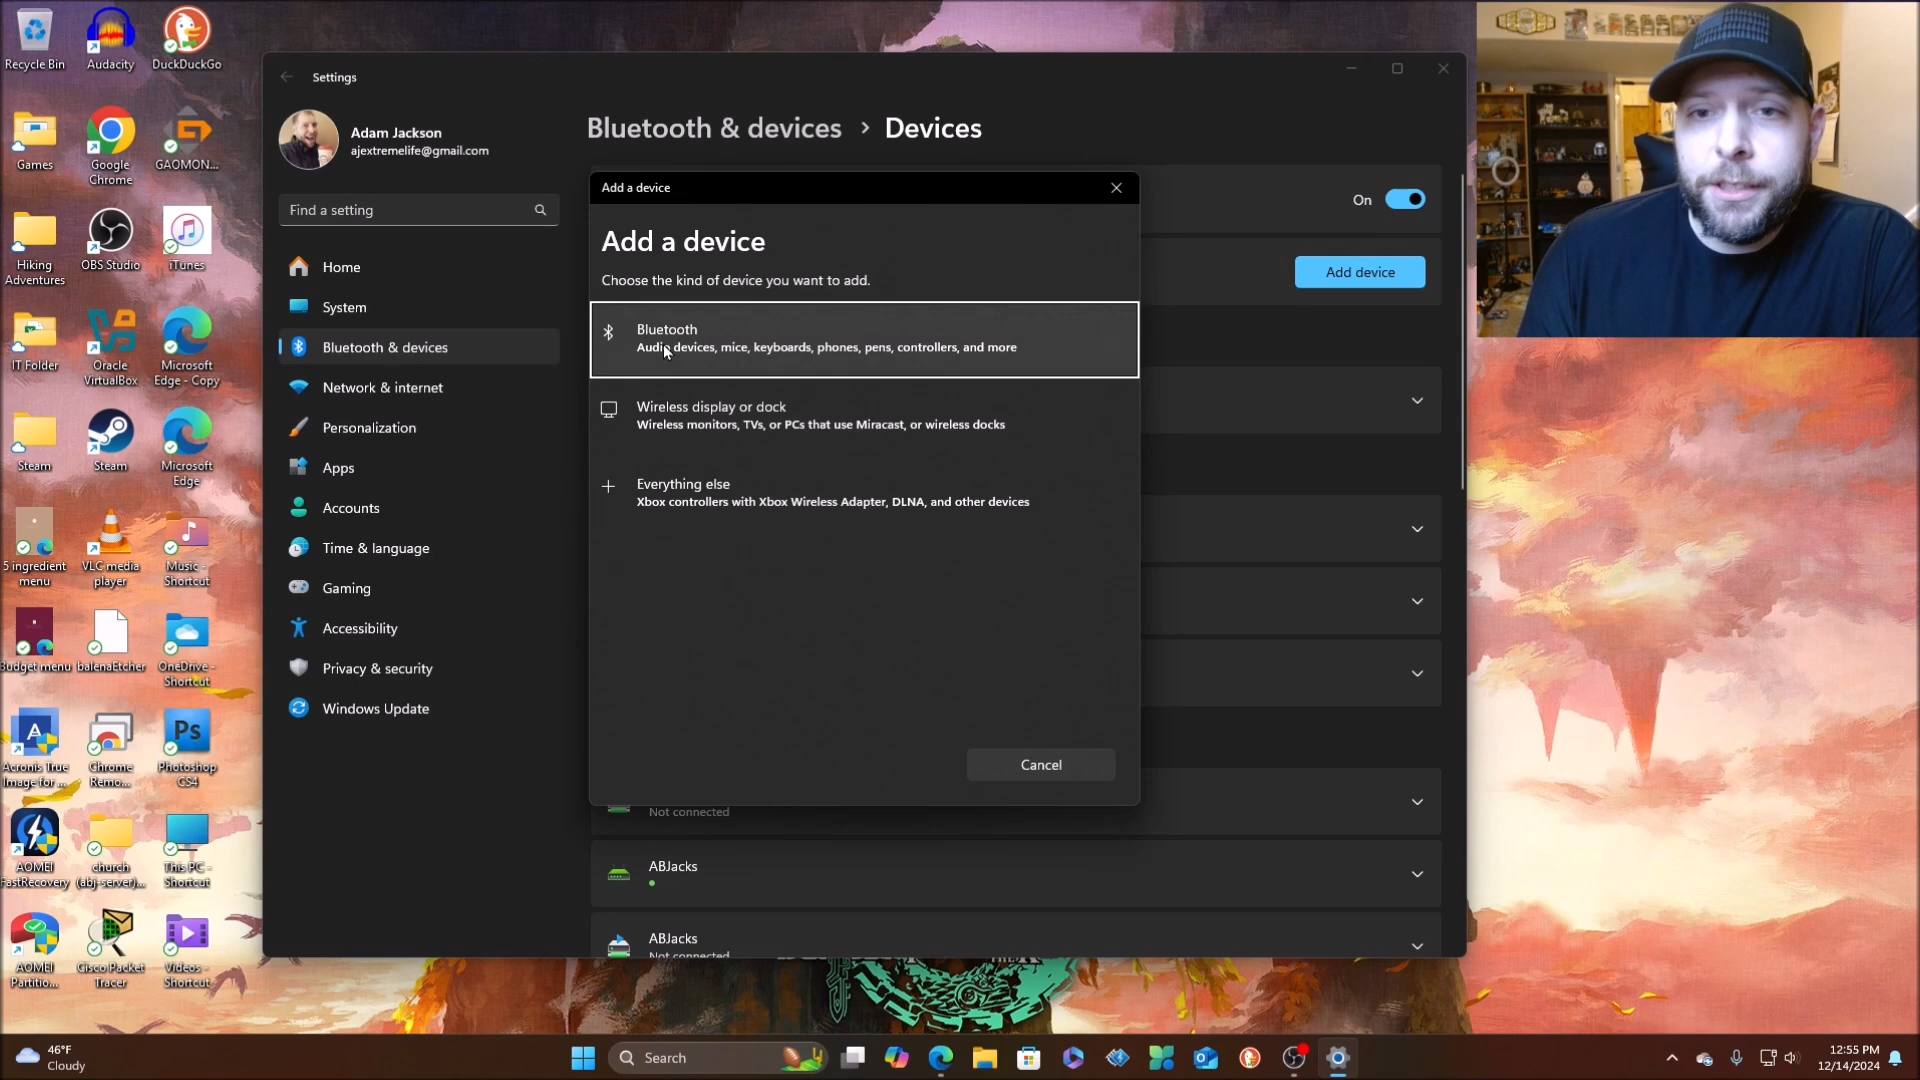 Recycle Bin
Audacity
DuckDuckGo
Games
Google
Chrome
GAOMON...
Hiking
Adventures
OBS Studio
iTunes
IT Folder
Oracle
VirtualBox
Microsoft
Edge - Copy
Steam
Steam
Microsoft
Edge
5 ingredient
menu
VLC media
player
Music -
Shortcut
Budget menu
balenaEtcher
OneDrive -
Shortcut
Acronis True
Image for ...
Chrome
Remo...
Ps
Photoshop
CS4
AOMEI
FastRecovery
church
(abj-server)...
This PC -
Shortcut
AOMEI
Partitio...
Cisco Packet
Tracer
Videos -
Shortcut
Settings
Adam Jackson
ajextremelife@gmail.com
Find a setting
Home
System
Bluetooth & devices
Network & internet
Personalization
Apps
Accounts
Time & language
Gaming
Accessibility
Privacy & security
Windows Update
Bluetooth & devices > Devices
On
Add device
Add a device
Add a device
Choose the kind of device you want to add.
Bluetooth
Audio devices, mice, keyboards, phones, pens, controllers, and more
Wireless display or dock
Wireless monitors, TVs, or PCs that use Miracast, or wireless docks
Everything else
Xbox controllers with Xbox Wireless Adapter, DLNA, and other devices
Cancel
Not connected
ABJacks
ABJacks
Not connected
46°F
Cloudy
Search
12:55 PM
12/14/2024